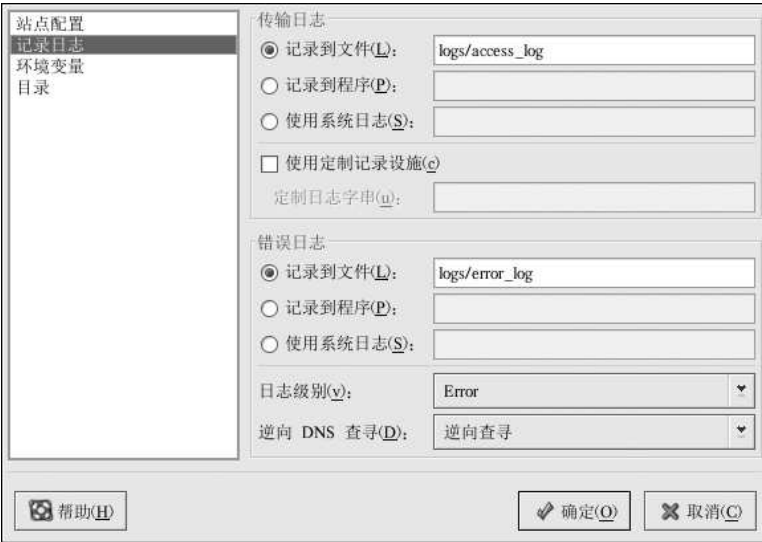 站点配置
记录日志
环境变量
目录
传输日志
记录到文件(L): logs/access_log
记录到程序(P):
使用系统日志(S):
使用定制记录设施(c)
定制日志字串(u):
错误日志
记录到文件(L): logs/error_log
记录到程序(P):
使用系统日志(S):
日志级别(v): Error
逆向 DNS 查寻(D): 逆向查寻
帮助(H) 确定(O) 取消(C)